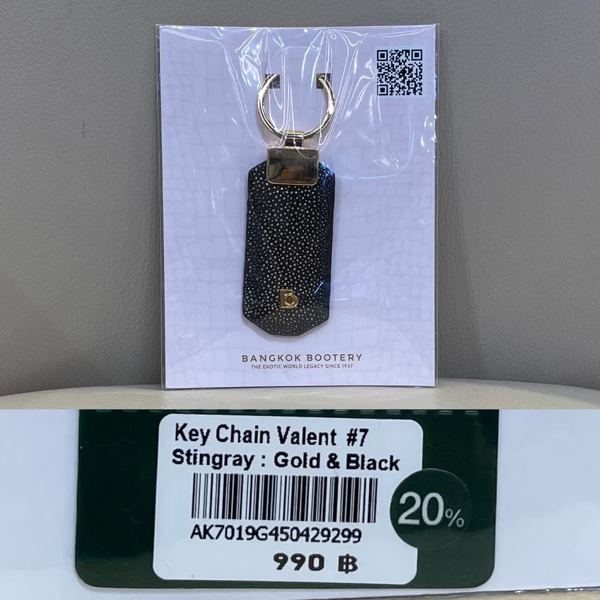 B
BANGKOK BOOTERY
THE EXOTIC WORLD LEGACY SINCE 1937
Key Chain Valent #7
Stingray : Gold & Black
AK7019G450429299
20%
990 ฿